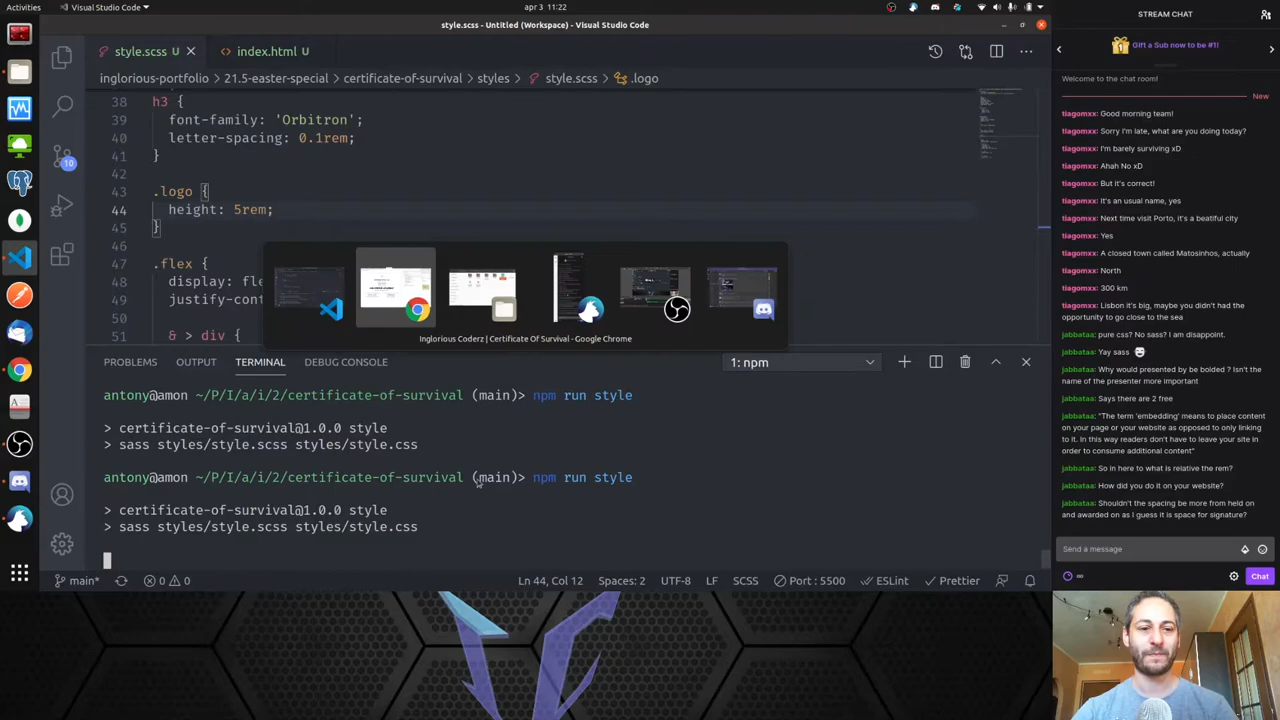 Activities
Visual Studio Code
apr 3 11:22
style.scss - Untitled (Workspace) - Visual Studio Code
style.scss U
index.html U
inglorious-portfolio > 21.5-easter-special > certificate-of-survival > styles > style.scss > .logo
38 h3 {
39 font-family: 'Orbitron';
40 letter-spacing: 0.1rem;
41 }
42
43 .logo {
44 height: 5rem;
45 }
46
47 .flex {
48 display: fle
49 justify-cont
50
51 & > div {
Inglorious Coderz | Certificate Of Survival - Google Chrome
10
PROBLEMS OUTPUT TERMINAL DEBUG CONSOLE
1: npm
antony@amon ~/P/I/a/i/2/certificate-of-survival (main)> npm run style
> certificate-of-survival@1.0.0 style
> sass styles/style.scss styles/style.css
antony@amon ~/P/I/a/i/2/certificate-of-survival (main)> npm run style
> certificate-of-survival@1.0.0 style
> sass styles/style.scss styles/style.css
main*
0 0
Ln 44, Col 12
Spaces: 2
UTF-8
LF
SCSS
Port : 5500
ESLint
Prettier
STREAM CHAT
Gift a Sub now to be #1!
Welcome to the chat room!
New
tiagomxx: Good morning team!
tiagomxx: Sorry I'm late, what are you doing today?
tiagomxx: I'm barely surviving xD
tiagomxx: Ahah No xD
tiagomxx: But it's correct!
tiagomxx: It's an usual name, yes
tiagomxx: Next time visit Porto, it's a beatiful city
tiagomxx: Yes
tiagomxx: A closed town called Matosinhos, actually
tiagomxx: North
tiagomxx: 300 km
tiagomxx: Lisbon it's big, maybe you didn't had the
opportunity to go close to the sea
jabbataa: pure css? No sass? I am disappoint.
jabbataa: Yay sass
jabbataa: Why would presented by be bolded ? Isn't the
name of the presenter more important
jabbataa: Says there are 2 free
jabbataa: "The term 'embedding' means to place content
on your page or your website as opposed to only linking
to it. In this way readers don't have to leave your site in
order to consume additional content"
jabbataa: So in here to what is relative the rem?
jabbataa: How did you do it on your website?
jabbataa: Shouldn't the spacing be more from held on
and awarded on as I guess it is space for signature?
Send a message
Chat